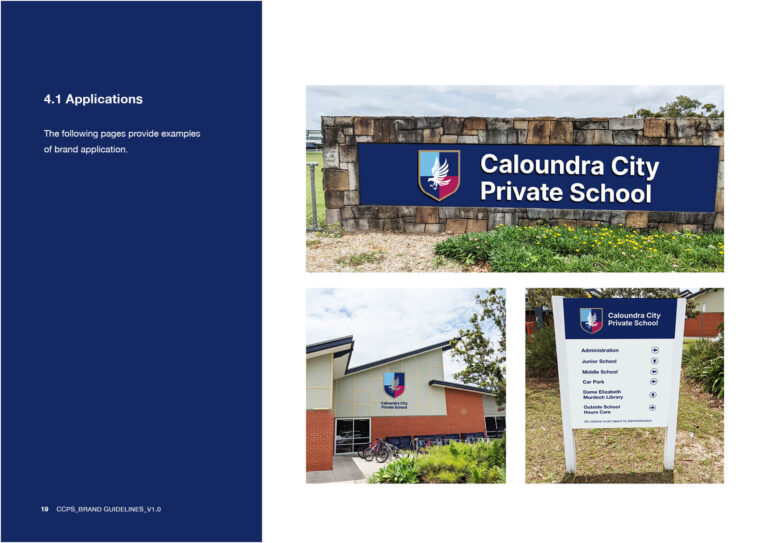 4.1 Applications
The following pages provide examples
of brand application.
Caloundra City
Private School
Caloundra City
Private School
Caloundra City
Private School
Administration
Junior School
Middle School
Car Park
Dame Elizabeth
Murdoch Library
Outside School
Hours Care
All visitors must report to Administration
19 CCPS_BRAND GUIDELINES_V1.0